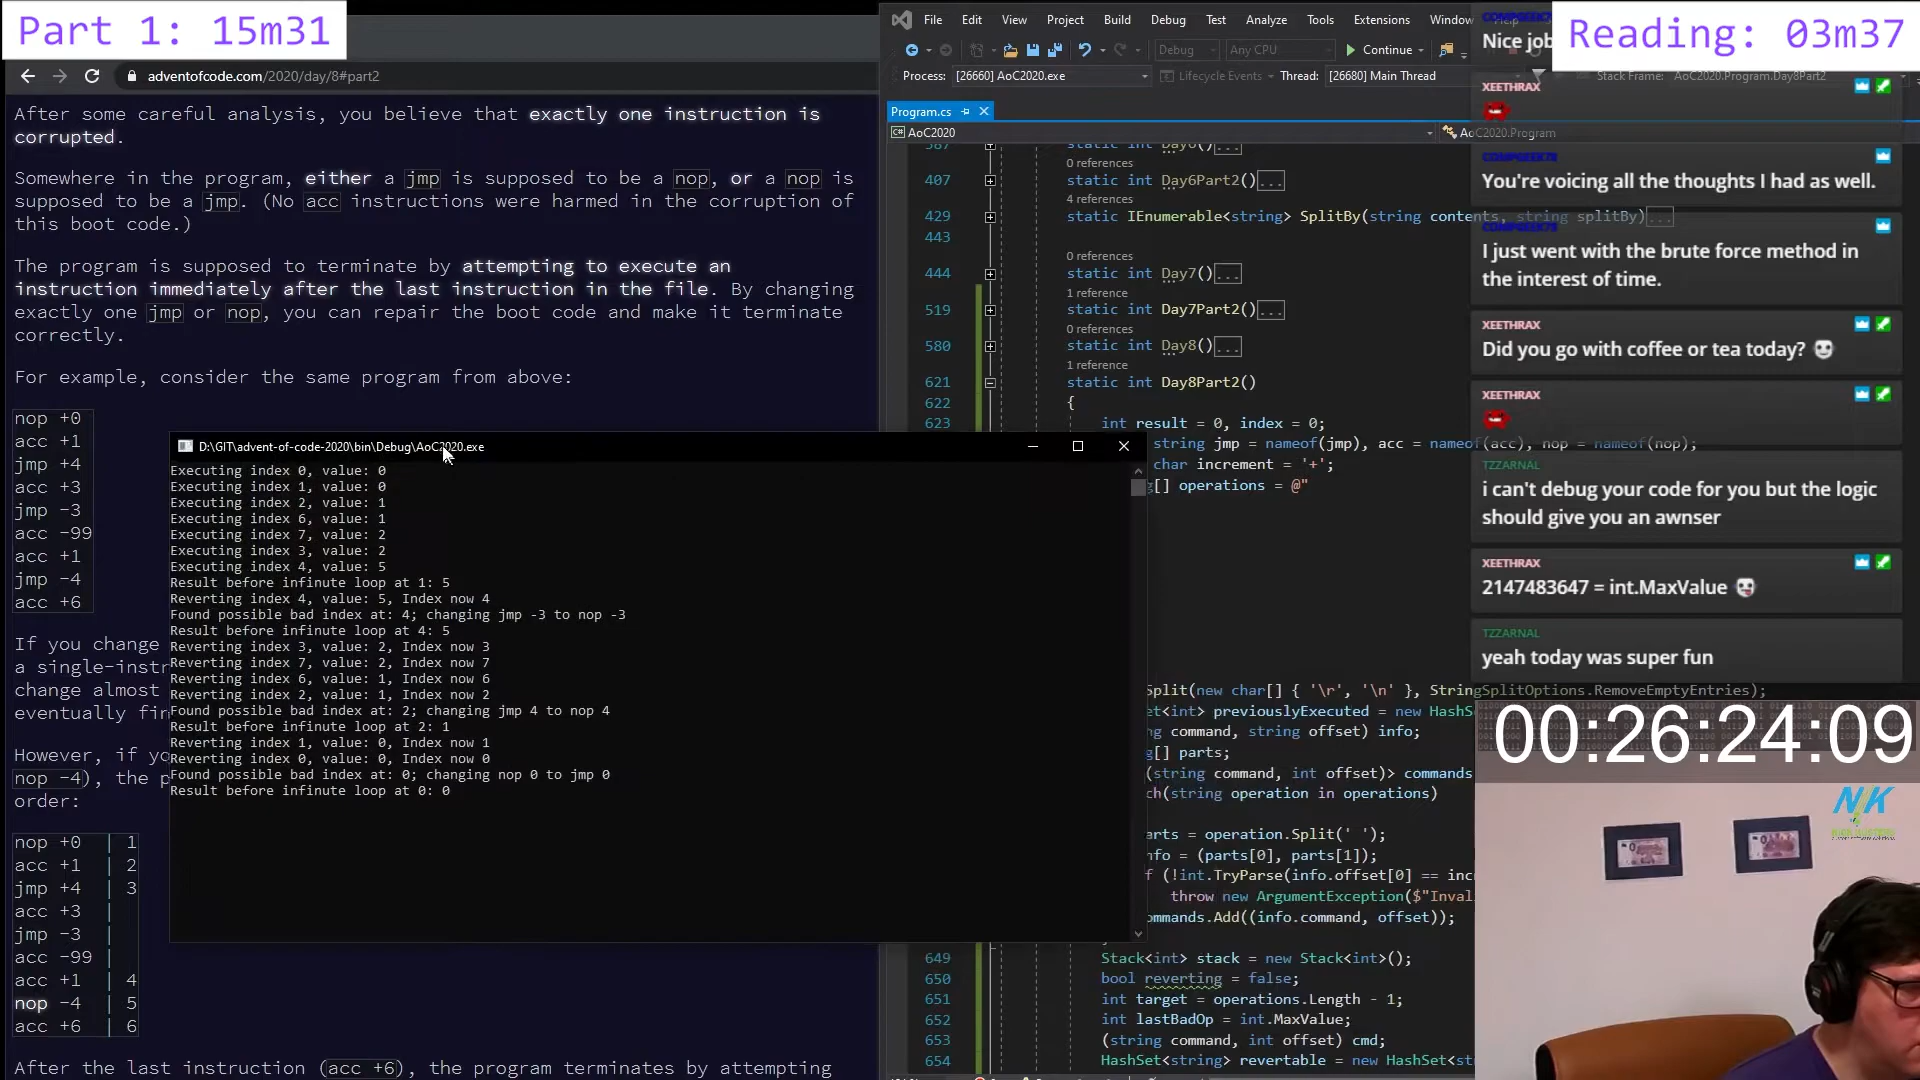 Part 1: 15m31
adventofcode.com/2020/day/8#part2
After some careful analysis, you believe that exactly one instruction is
corrupted.
Somewhere in the program, either a jmp is supposed to be a nop, or a nop is
supposed to be a jmp. (No acc instructions were harmed in the corruption of
this boot code.)
The program is supposed to terminate by attempting to execute an
instruction immediately after the last instruction in the file. By changing
exactly one jmp or nop, you can repair the boot code and make it terminate
correctly.
For example, consider the same program from above:
nop +0
acc +1
jmp +4
acc +3
jmp -3
acc -99
acc +1
jmp -4
acc +6
If you change
a single-instr
change almost
eventually fin
However, if yo
nop -4), the p
order:
nop +0 | 1
acc +1 | 2
jmp +4 | 3
acc +3 |
jmp -3 |
acc -99 |
acc +1 | 4
nop -4 | 5
acc +6 | 6
After the last instruction (acc +6), the program terminates by attempting
D:\GIT\advent-of-code-2020\bin\Debug\AoC2020.exe
Executing index 0, value: 0
Executing index 1, value: 0
Executing index 2, value: 1
Executing index 6, value: 1
Executing index 7, value: 2
Executing index 3, value: 2
Executing index 4, value: 5
Result before infinute loop at 1: 5
Reverting index 4, value: 5, Index now 4
Found possible bad index at: 4; changing jmp -3 to nop -3
Result before infinute loop at 4: 5
Reverting index 3, value: 2, Index now 3
Reverting index 7, value: 2, Index now 7
Reverting index 6, value: 1, Index now 6
Reverting index 2, value: 1, Index now 2
Found possible bad index at: 2; changing jmp 4 to nop 4
Result before infinute loop at 2: 1
Reverting index 1, value: 0, Index now 1
Reverting index 0, value: 0, Index now 0
Found possible bad index at: 0; changing nop 0 to jmp 0
Result before infinute loop at 0: 0
File Edit View Project Build Debug Test Analyze Tools Extensions Window Help
Debug Any CPU Continue
Process: [26660] AoC2020.exe Lifecycle Events Thread: [26680] Main Thread Stack Frame: AoC2020.Program.Day8Part2
Program.cs
AoC2020 AoC2020.Program
387 static int Day6()...
0 references
407 static int Day6Part2()...
4 references
429 static IEnumerable<string> SplitBy(string contents, string splitBy)...
443
0 references
444 static int Day7()...
1 reference
519 static int Day7Part2()...
0 references
580 static int Day8()...
1 reference
621 static int Day8Part2()
622 {
623 int result = 0, index = 0;
string jmp = nameof(jmp), acc = nameof(acc), nop = nameof(nop);
char increment = '+';
g[] operations = @"
Split(new char[] { '\r', '\n' }, StringSplitOptions.RemoveEmptyEntries);
et<int> previouslyExecuted = new HashS
ng command, string offset) info;
g[] parts;
(string command, int offset)> commands
ch(string operation in operations)
arts = operation.Split(' ');
nfo = (parts[0], parts[1]);
f (!int.TryParse(info.offset[0] == inc
throw new ArgumentException($"Inval
ommands.Add((info.command, offset));
649 Stack<int> stack = new Stack<int>();
650 bool reverting = false;
651 int target = operations.Length - 1;
652 int lastBadOp = int.MaxValue;
653 (string command, int offset) cmd;
654 HashSet<string> revertable = new HashSet<st
Reading: 03m37
COMPGEEK78
Nice job
XEETHRAX
COMPGEEK78
You're voicing all the thoughts I had as well.
COMPGEEK78
I just went with the brute force method in
the interest of time.
XEETHRAX
Did you go with coffee or tea today?
XEETHRAX
TZZARNAL
i can't debug your code for you but the logic
should give you an awnser
XEETHRAX
2147483647 = int.MaxValue
TZZARNAL
yeah today was super fun
00:26:24:09
NK